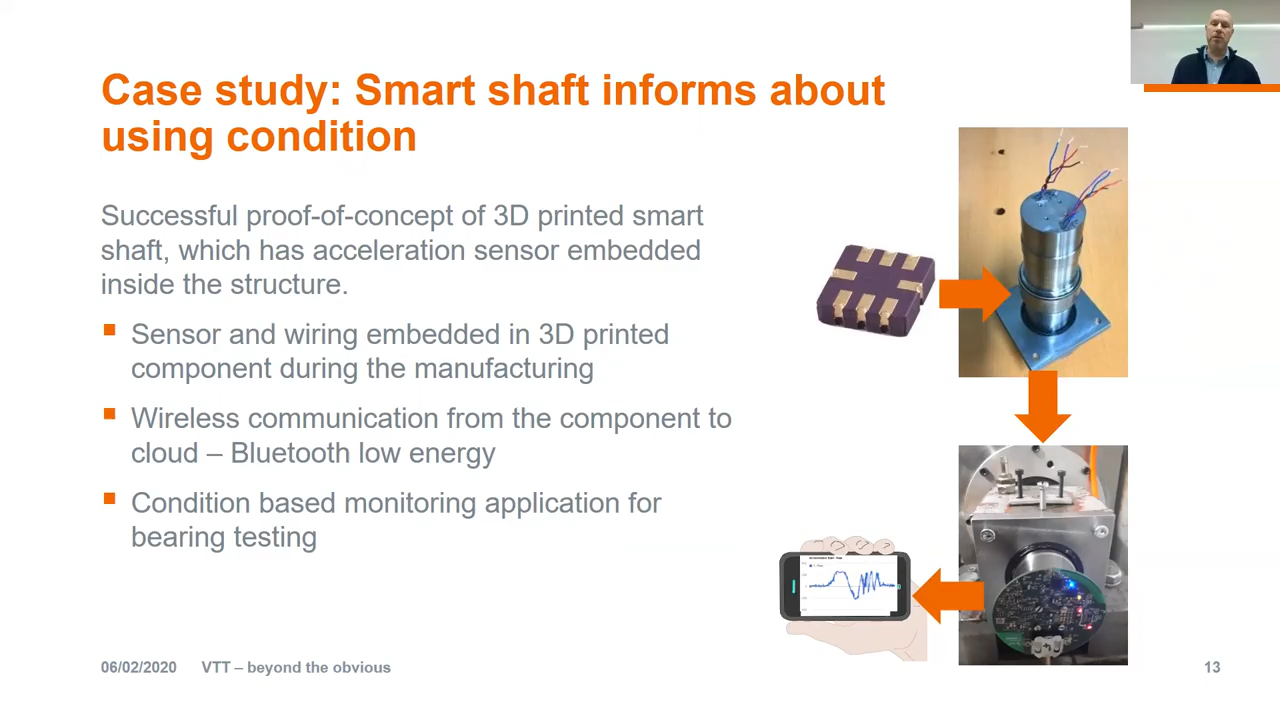 Case study: Smart shaft informs about
using condition
Successful proof-of-concept of 3D printed smart
shaft, which has acceleration sensor embedded
inside the structure.
Sensor and wiring embedded in 3D printed
component during the manufacturing
Wireless communication from the component to
cloud – Bluetooth low energy
Condition based monitoring application for
bearing testing
06/02/2020 VTT – beyond the obvious
13